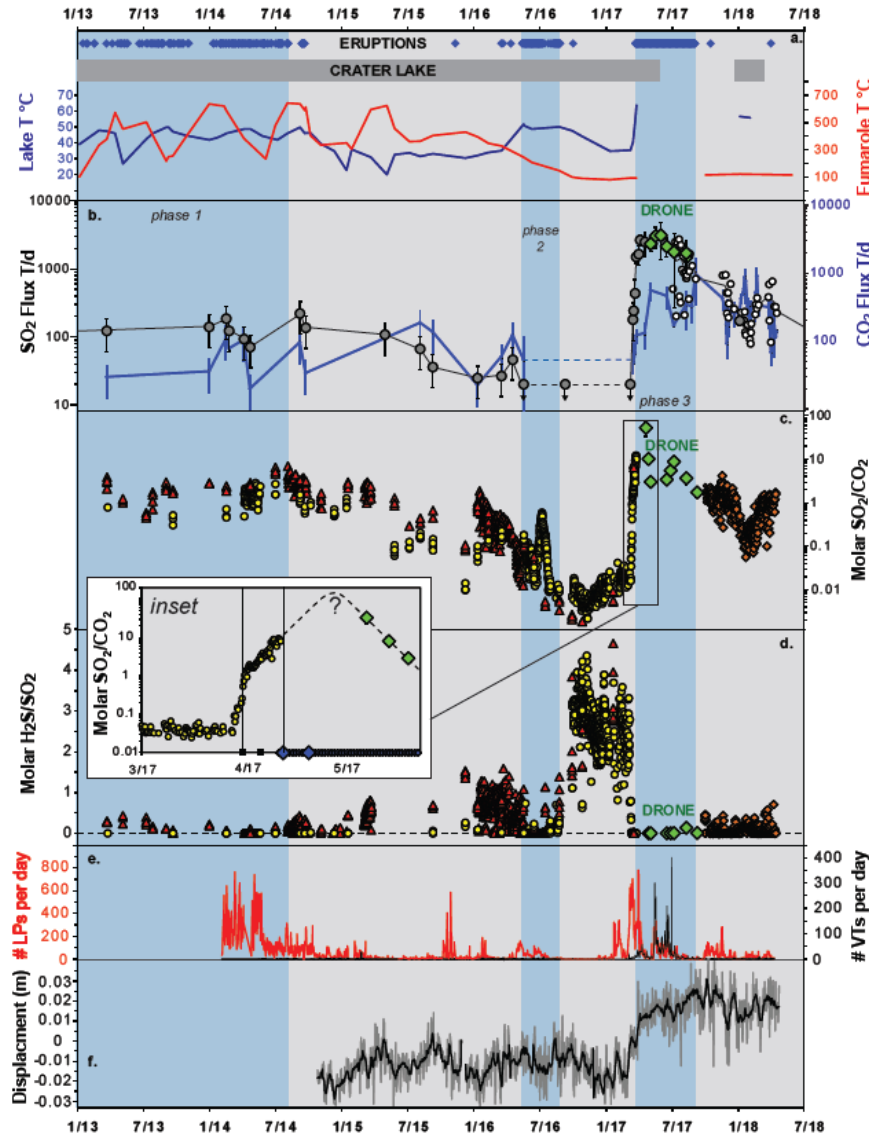 1/13 7/13 1/14 7/14 1/15 7/15 1/16 7/16 1/17 7/17 1/18 7/18
a.
ERUPTIONS
CRATER LAKE
Lake T °C
70
60
50
40
30
20
700
500
300
100
Fumarole T °C
b.
phase 1
phase
2
DRONE
phase 3
SO₂ Flux T/d
10000
1000
100
10
10000
1000
100
CO₂ Flux T/d
c.
DRONE
100
10
1
0.1
0.01
Molar SO₂/CO₂
inset
?
Molar SO₂/CO₂
100
10
1
0.1
0.01
3/17 4/17 5/17
d.
DRONE
Molar H₂S/SO₂
5
4
3
2
1
0
e.
# LPs per day
800
600
400
200
0
400
300
200
100
0
# VTs per day
f.
Displacment (m)
0.03
0.02
0.01
0
-0.01
-0.02
-0.03
1/13 7/13 1/14 7/14 1/15 7/15 1/16 7/16 1/17 7/17 1/18 7/18